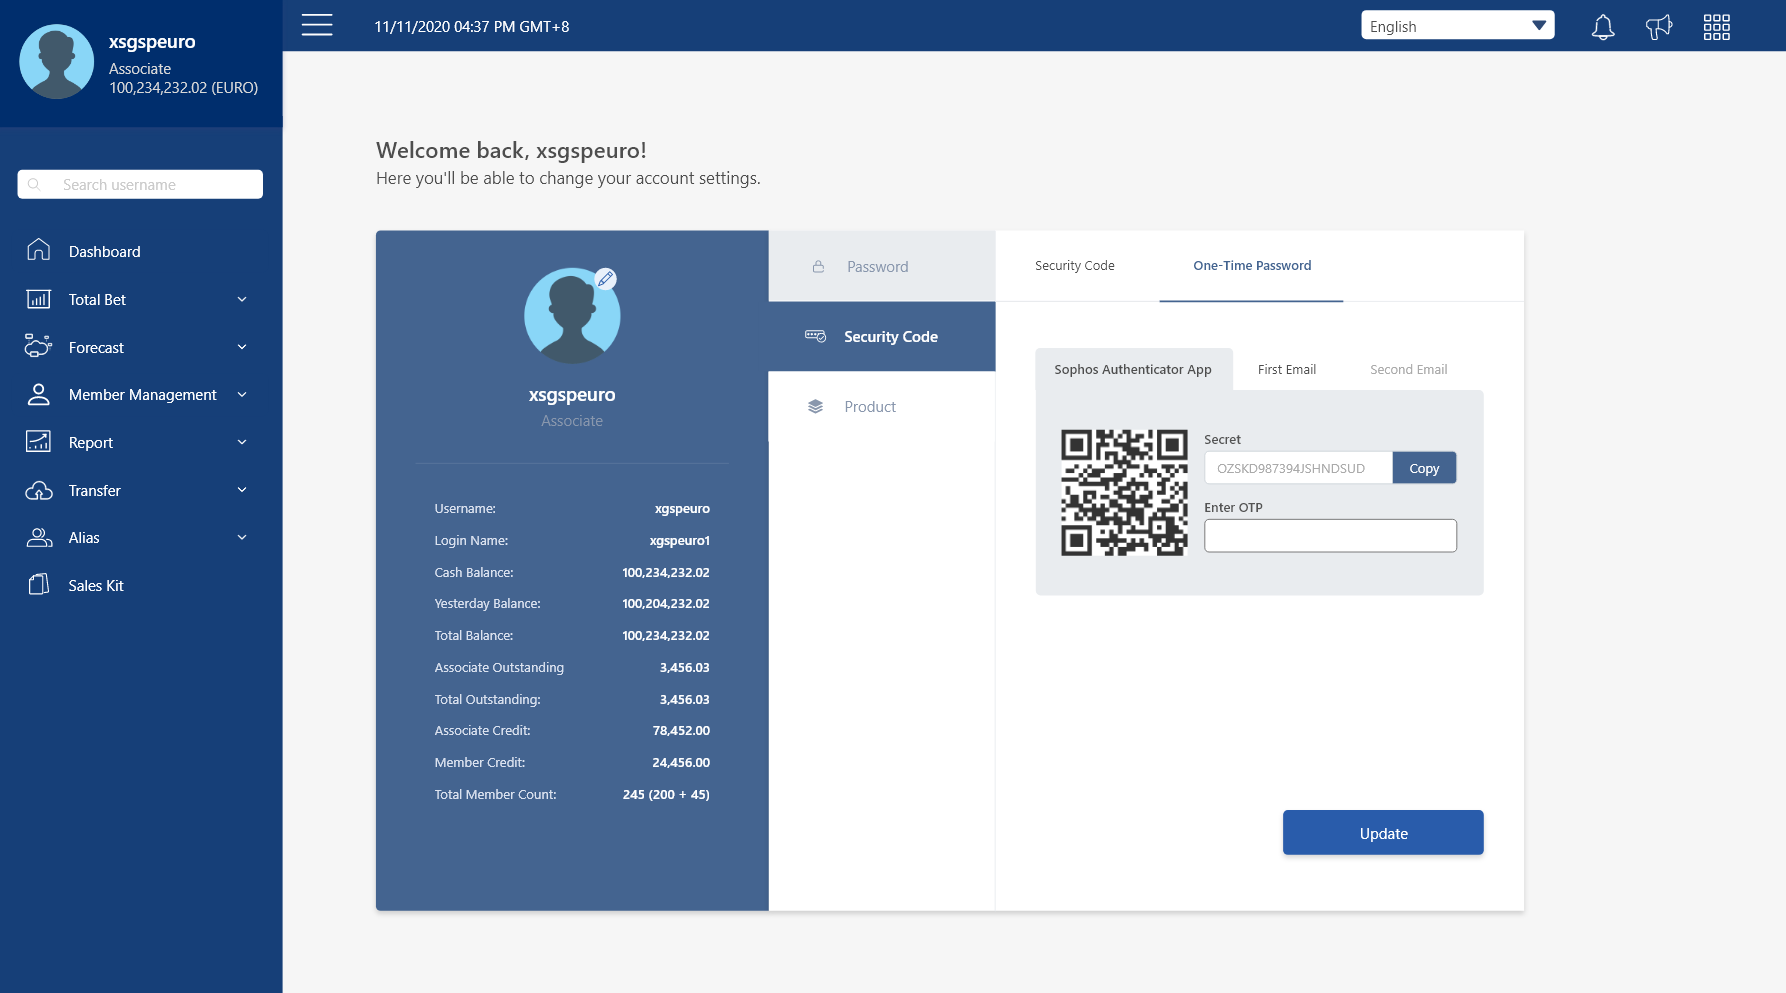 xsgspeuro
Associate
100,234,232.02 (EURO)
11/11/2020 04:37 PM GMT+8
English
Search username
Dashboard
Total Bet
Forecast
Member Management
Report
Transfer
Alias
Sales Kit
Welcome back, xsgspeuro!
Here you'll be able to change your account settings.
xsgspeuro
Associate
Username: xgspeuro
Login Name: xgspeuro1
Cash Balance: 100,234,232.02
Yesterday Balance: 100,204,232.02
Total Balance: 100,234,232.02
Associate Outstanding 3,456.03
Total Outstanding: 3,456.03
Associate Credit: 78,452.00
Member Credit: 24,456.00
Total Member Count: 245 (200 + 45)
Password
Security Code
Product
Security Code One-Time Password
Sophos Authenticator App First Email Second Email
Secret
OZSKD987394JSHNDSUD Copy
Enter OTP
Update